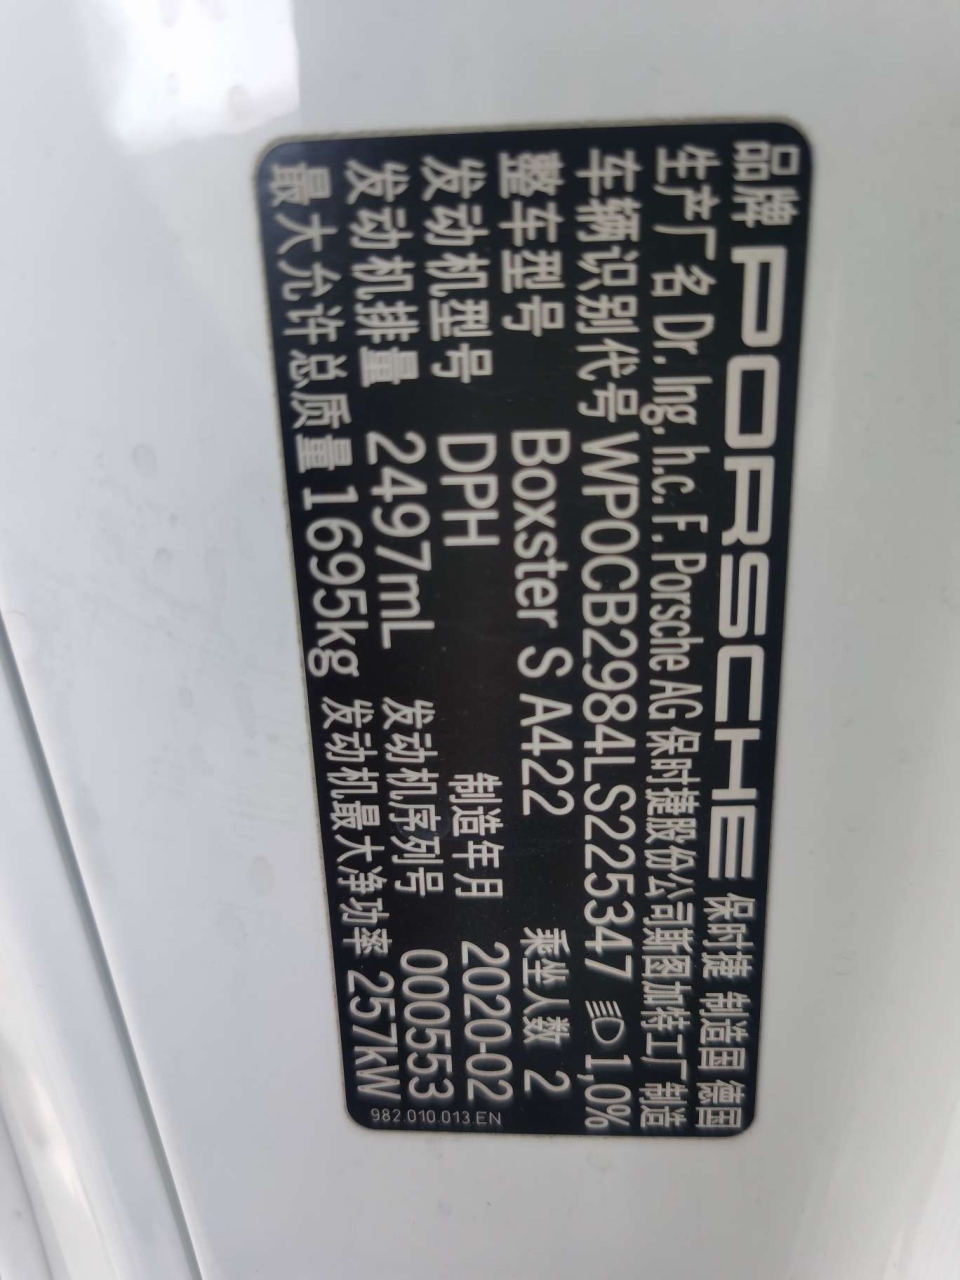 品牌 PORSCHE 保时捷 制造国 德国
生产厂名 Dr. Ing. h.c. F. Porsche AG 保时捷股份公司斯图加特工厂制造
车辆识别代号 WP0CB2984LS225347 1,0%
整车型号 Boxster S A422 乘坐人数 2
发动机型号 DPH 制造年月 2020-02
发动机排量 2497mL 发动机序列号 000553
最大允许总质量 1695kg 发动机最大净功率 257kW
982.010.013.EN